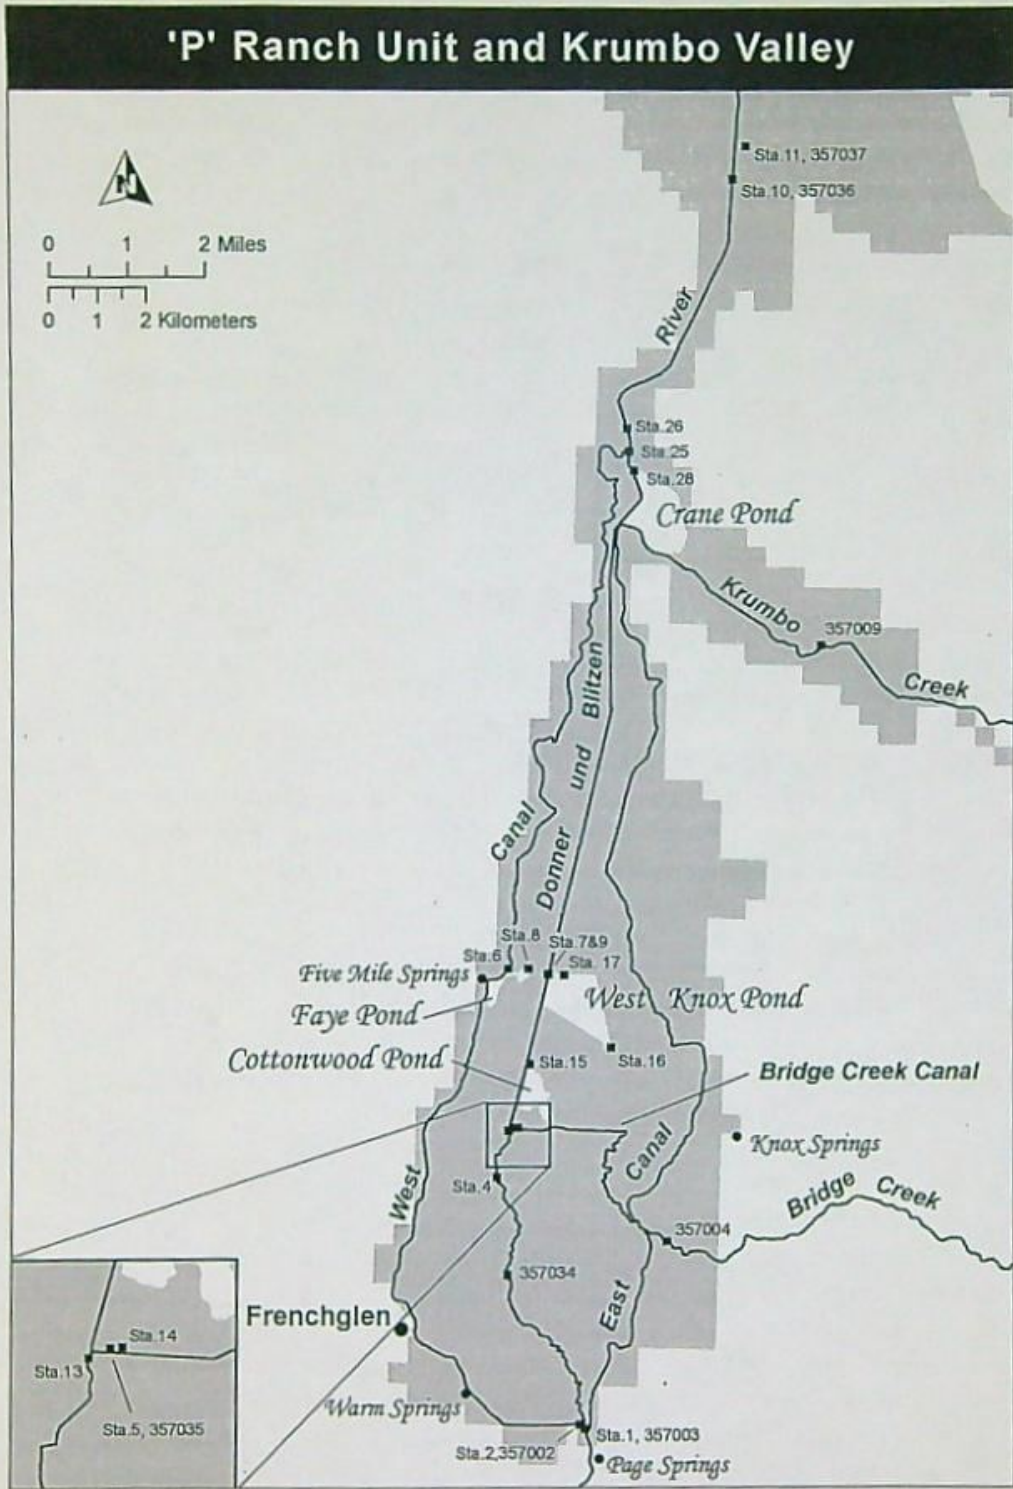 'P' Ranch Unit and Krumbo Valley
Sta.11, 357037
Sta.10, 357036
N
0 1 2 Miles
0 1 2 Kilometers
River
Sta.26
Sta.25
Sta.28
Crane Pond
Krumbo
357009
Creek
Blitzen
und
Canal
Donner
Sta.8
Sta.7&9
Sta.6
Sta. 17
Five Mile Springs
West Knox Pond
Faye Pond
Cottonwood Pond
Sta.15
Sta.16
Bridge Creek Canal
Knox Springs
Canal
Sta.4
West
Bridge Creek
357004
357034
East
Frenchglen
Sta.14
Sta.13
Sta.5, 357035
Warm Springs
Sta.2,357002
Sta.1, 357003
Page Springs